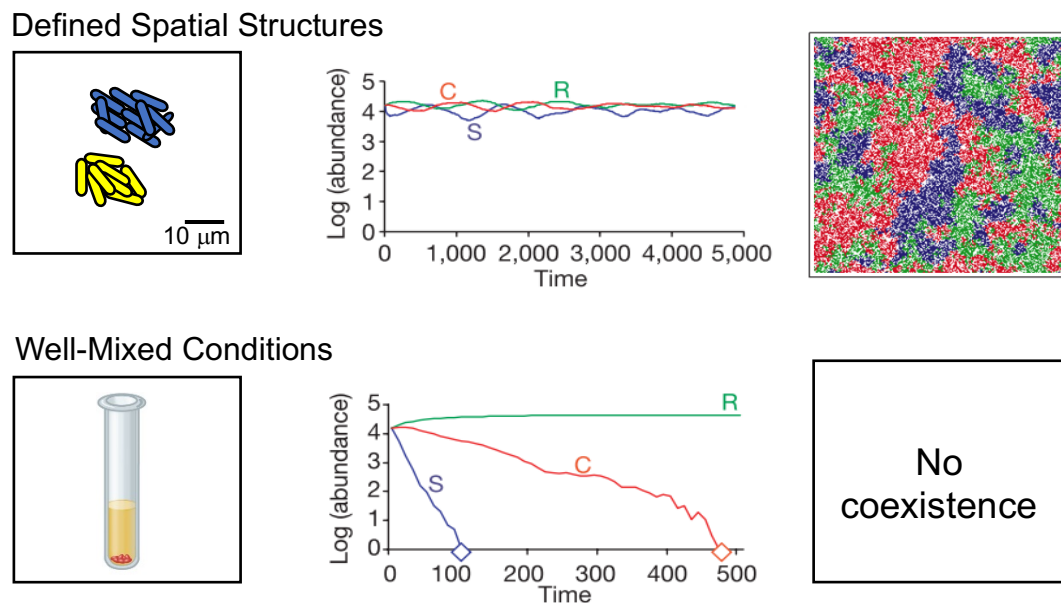 Defined Spatial Structures
10 μm
Log (abundance)
5
4
3
2
1
0
C
R
S
0 1,000 2,000 3,000 4,000 5,000
Time
Well-Mixed Conditions
Log (abundance)
5
4
3
2
1
0
R
S
C
0 100 200 300 400 500
Time
No
coexistence